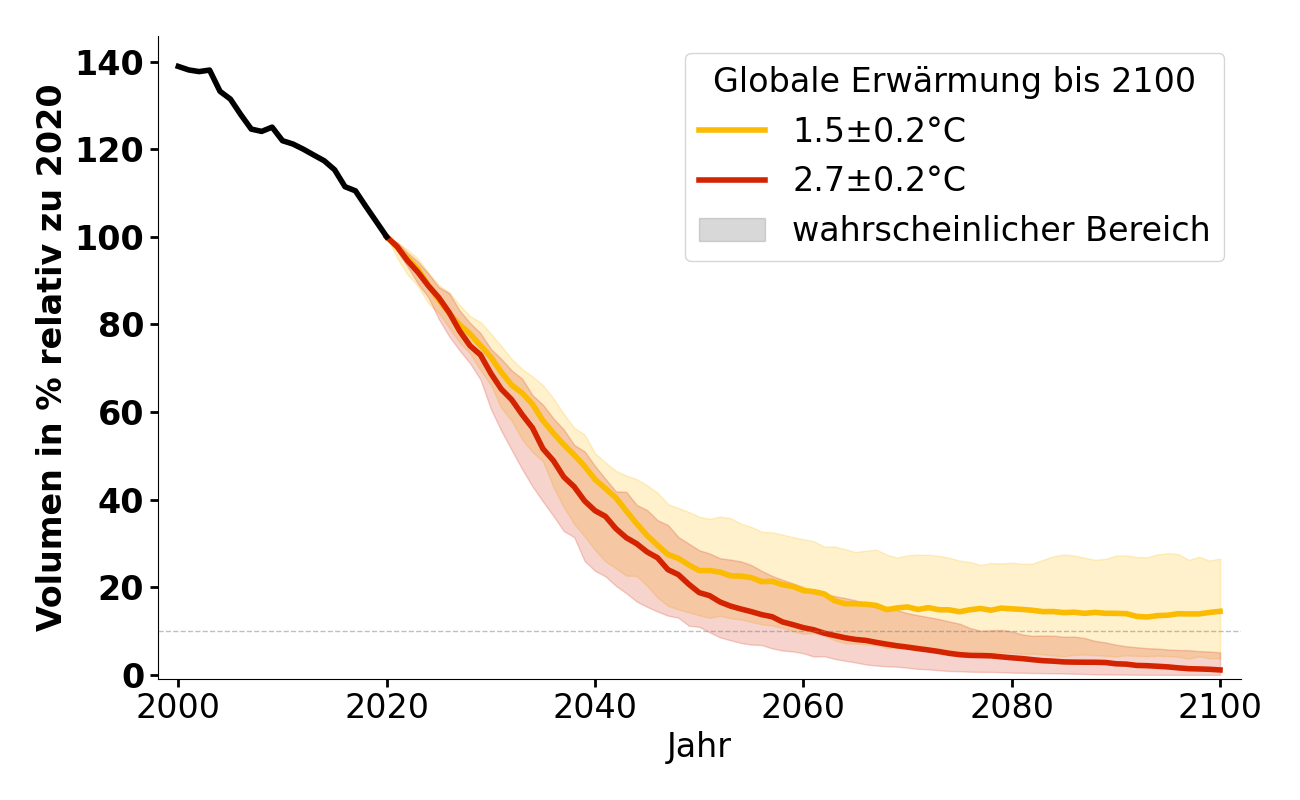 Volumen in % relativ zu 2020
140
120
100
80
60
40
20
0
Globale Erwärmung bis 2100
1.5±0.2°C
2.7±0.2°C
wahrscheinlicher Bereich
2000 2020 2040 2060 2080 2100
Jahr